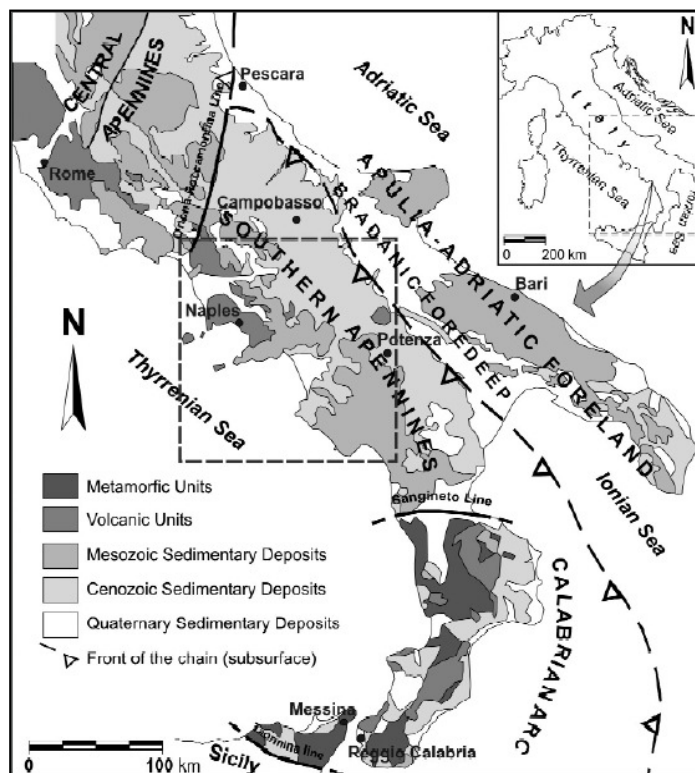 N
Adriatic Sea
Italy
Thyrrenian Sea
Ionian Sea
0 200 km
CENTRAL
APENNINES
Pescara
Adriatic Sea
Rome
Campobasso
APULIA-ADRIATIC FORELAND
BRADANIC FOREDEEP
SOUTHERN APENNINES
Bari
Naples
Potenza
N
Thyrrenian Sea
Ionian Sea
Metamorfic Units
Volcanic Units
Mesozoic Sedimentary Deposits
Cenozoic Sedimentary Deposits
Quaternary Sedimentary Deposits
Front of the chain (subsurface)
Sangineto Line
CALABRIAN ARC
Messina
line
Reggio Calabria
Sicily
0 100 km